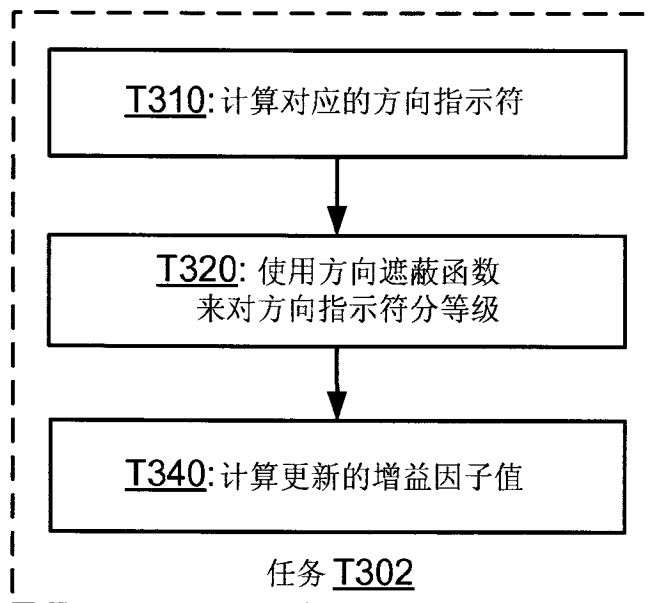 T310:计算对应的方向指示符
T320: 使用方向遮蔽函数
来对方向指示符分等级
T340:计算更新的增益因子值
任务 T302